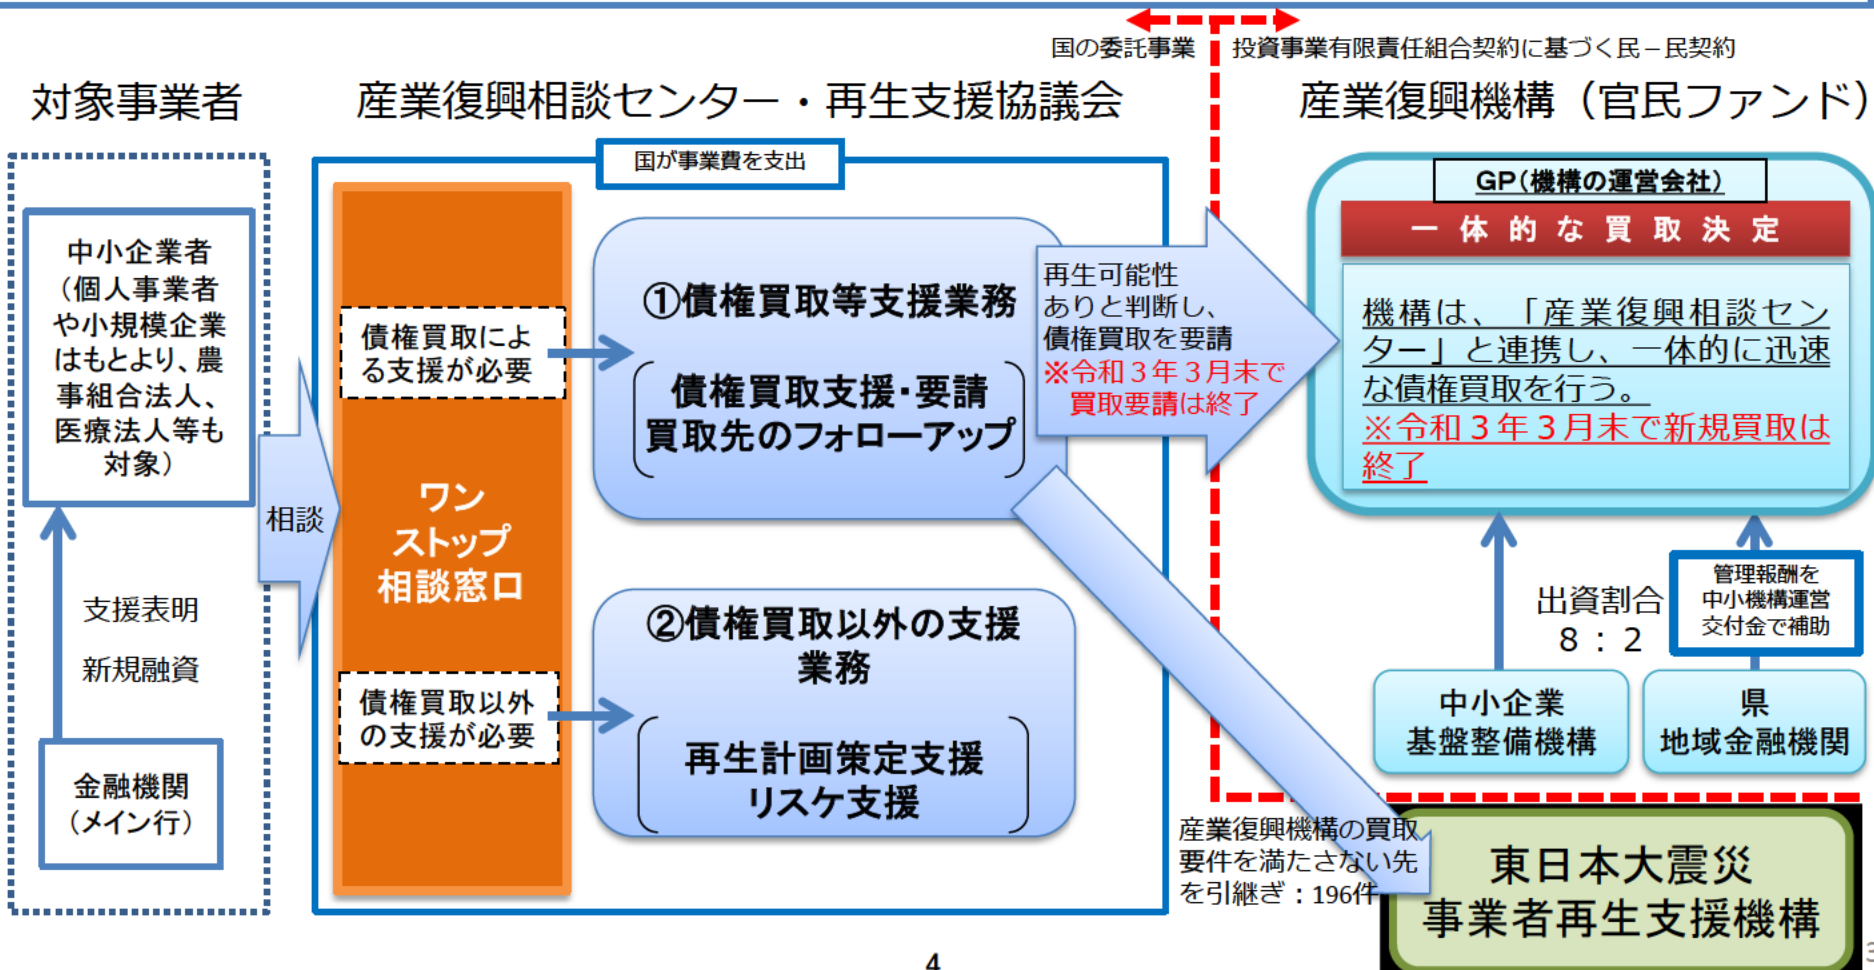 国の委託事業
投資事業有限責任組合契約に基づく民－民契約
対象事業者
産業復興相談センター・再生支援協議会
産業復興機構（官民ファンド）
中小企業者
（個人事業者
や小規模企業
はもとより、農
事組合法人、
医療法人等も
対象）
支援表明
新規融資
金融機関
（メイン行）
相談
国が事業費を支出
債権買取によ
る支援が必要
ワン
ストップ
相談窓口
債権買取以外
の支援が必要
①債権買取等支援業務
債権買取支援・要請
買取先のフォローアップ
②債権買取以外の支援
業務
再生計画策定支援
リスケ支援
再生可能性
ありと判断し、
債権買取を要請
※令和３年３月末で
買取要請は終了
GP（機構の運営会社）
一体的な買取決定
機構は、「産業復興相談セン
ター」と連携し、一体的に迅速
な債権買取を行う。
※令和３年３月末で新規買取は
終了
出資割合
８：２
管理報酬を
中小機構運営
交付金で補助
中小企業
基盤整備機構
県
地域金融機関
産業復興機構の買取
要件を満たさない先
を引継ぎ：196件
東日本大震災
事業者再生支援機構
4